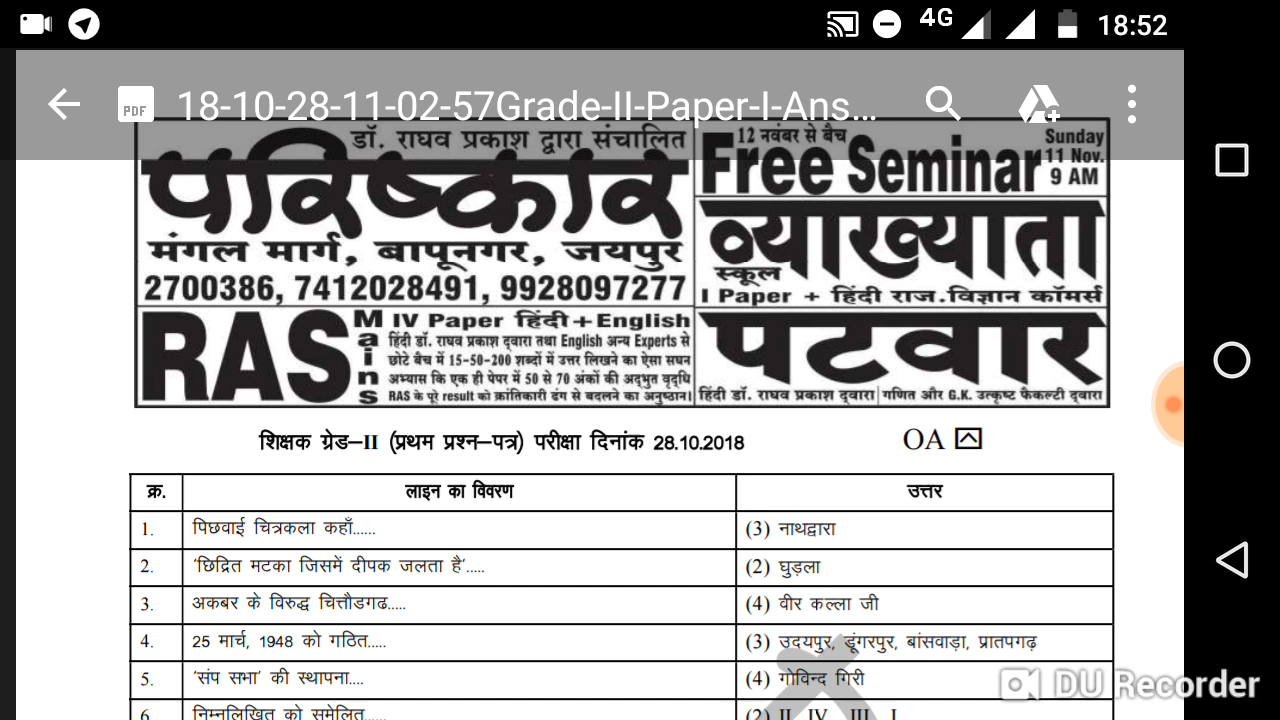 4G 18:52
PDF 18-10-28-11-02-57Grade-II-Paper-I-Ans...
डॉ. राघव प्रकाश द्वारा संचालित
परिष्कार
मंगल मार्ग, बापूनगर, जयपुर
2700386, 7412028491, 9928097277
12 नवंबर से बैच
Free Seminar
Sunday
11 Nov.
9 AM
व्याख्याता
स्कूल
I Paper + हिंदी राज.विज्ञान कॉमर्स
RAS
Mains
IV Paper हिंदी+English
हिंदी डॉ. राघव प्रकाश द्वारा तथा English अन्य Experts से
छोटे बैच में 15-50-200 शब्दों में उत्तर लिखने का ऐसा सघन
अभ्यास कि एक ही पेपर में 50 से 70 अंकों की अद्भुत वृद्धि
RAS के पूरे result को क्रांतिकारी ढंग से बदलने का अनुष्ठान।
पटवार
हिंदी डॉ. राघव प्रकाश द्वारा गणित और G.K. उत्कृष्ट फैकल्टी द्वारा
शिक्षक ग्रेड–II (प्रथम प्रश्न–पत्र) परीक्षा दिनांक 28.10.2018 OA
क्र. लाइन का विवरण उत्तर
1. पिछवाई चित्रकला कहाँ...... (3) नाथद्वारा
2. 'छिद्रित मटका जिसमें दीपक जलता है'..... (2) घुड़ला
3. अकबर के विरुद्ध चित्तौडगढ..... (4) वीर कल्ला जी
4. 25 मार्च, 1948 को गठित..... (3) उदयपुर, डूंगरपुर, बांसवाड़ा, प्रातपगढ़
5. 'संप सभा' की स्थापना.... (4) गोविन्द गिरी
6. निम्नलिखित को सुमेलित...... (2) II, IV, III, I
DU Recorder